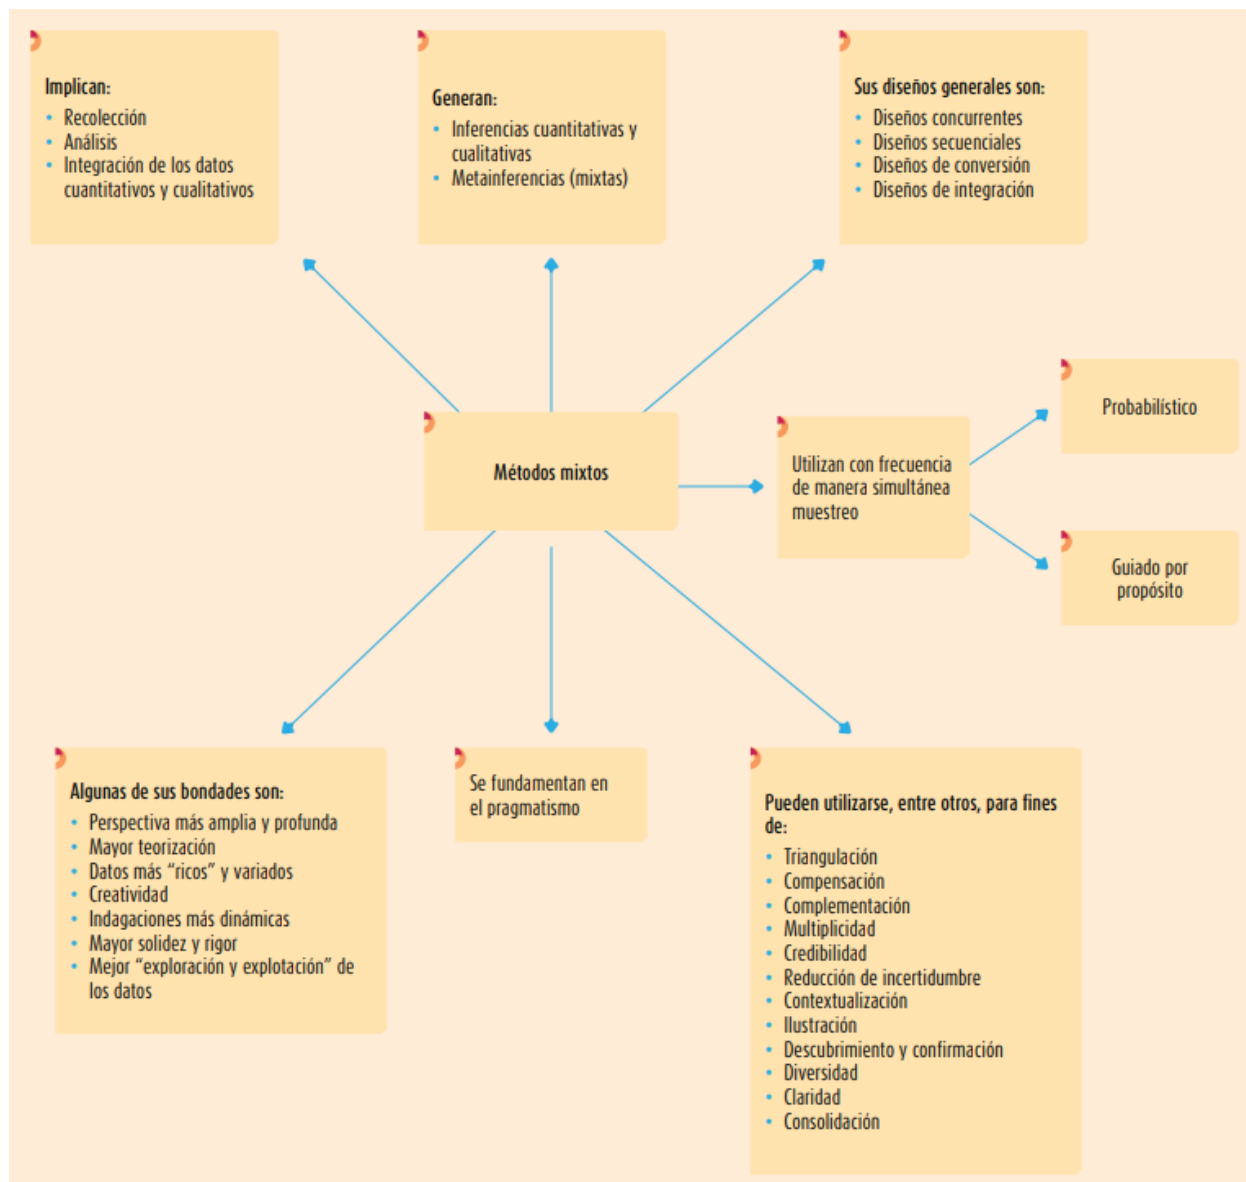 Implican:
• Recolección
• Análisis
• Integración de los datos
cuantitativos y cualitativos
Generan:
• Inferencias cuantitativas y
cualitativas
• Metainferencias (mixtas)
Sus diseños generales son:
• Diseños concurrentes
• Diseños secuenciales
• Diseños de conversión
• Diseños de integración
Métodos mixtos
Utilizan con frecuencia
de manera simultánea
muestreo
Probabilístico
Guiado por
propósito
Algunas de sus bondades son:
• Perspectiva más amplia y profunda
• Mayor teorización
• Datos más “ricos” y variados
• Creatividad
• Indagaciones más dinámicas
• Mayor solidez y rigor
• Mejor “exploración y explotación” de
los datos
Se fundamentan en
el pragmatismo
Pueden utilizarse, entre otros, para fines
de:
• Triangulación
• Compensación
• Complementación
• Multiplicidad
• Credibilidad
• Reducción de incertidumbre
• Contextualización
• Ilustración
• Descubrimiento y confirmación
• Diversidad
• Claridad
• Consolidación